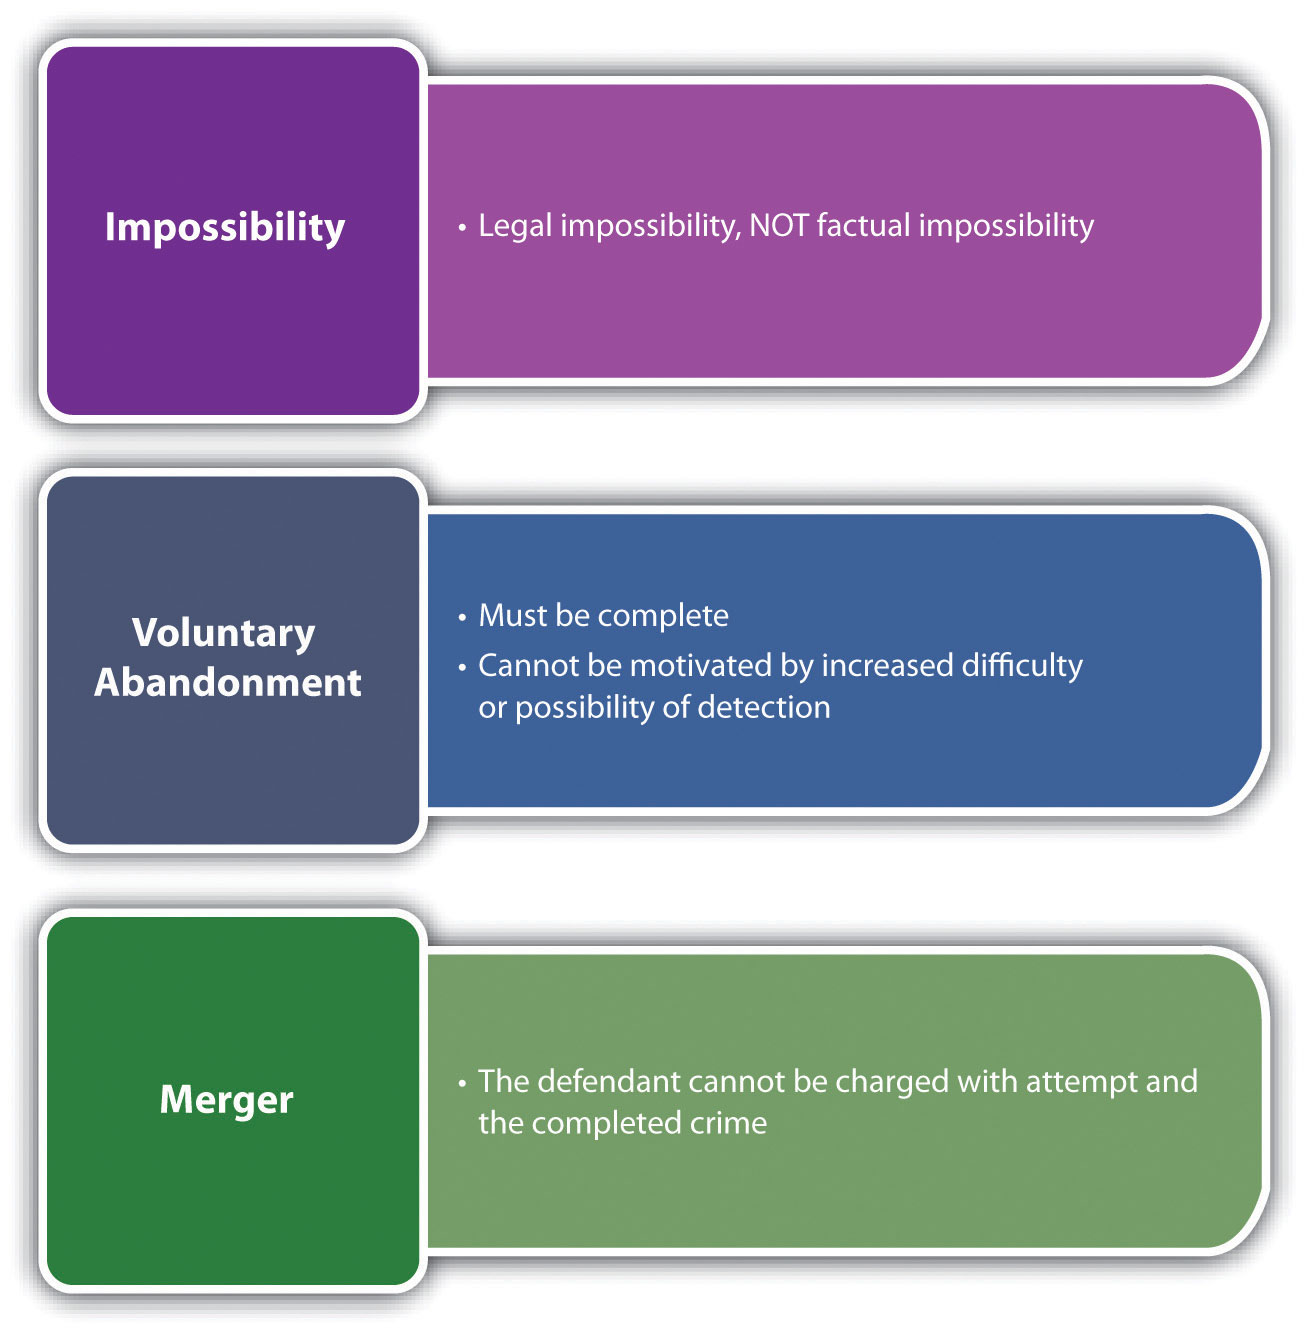 Impossibility
• Legal impossibility, NOT factual impossibility
Voluntary
Abandonment
• Must be complete
• Cannot be motivated by increased difficulty
or possibility of detection
Merger
• The defendant cannot be charged with attempt and
the completed crime